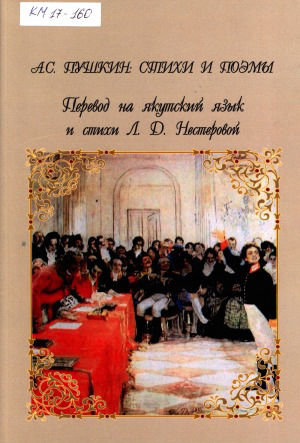 КМ 17-160
А.С. ПУШКИН: СТИХИ И ПОЭМЫ
Перевод на якутский язык
и стихи Л. Д. Нестеровой